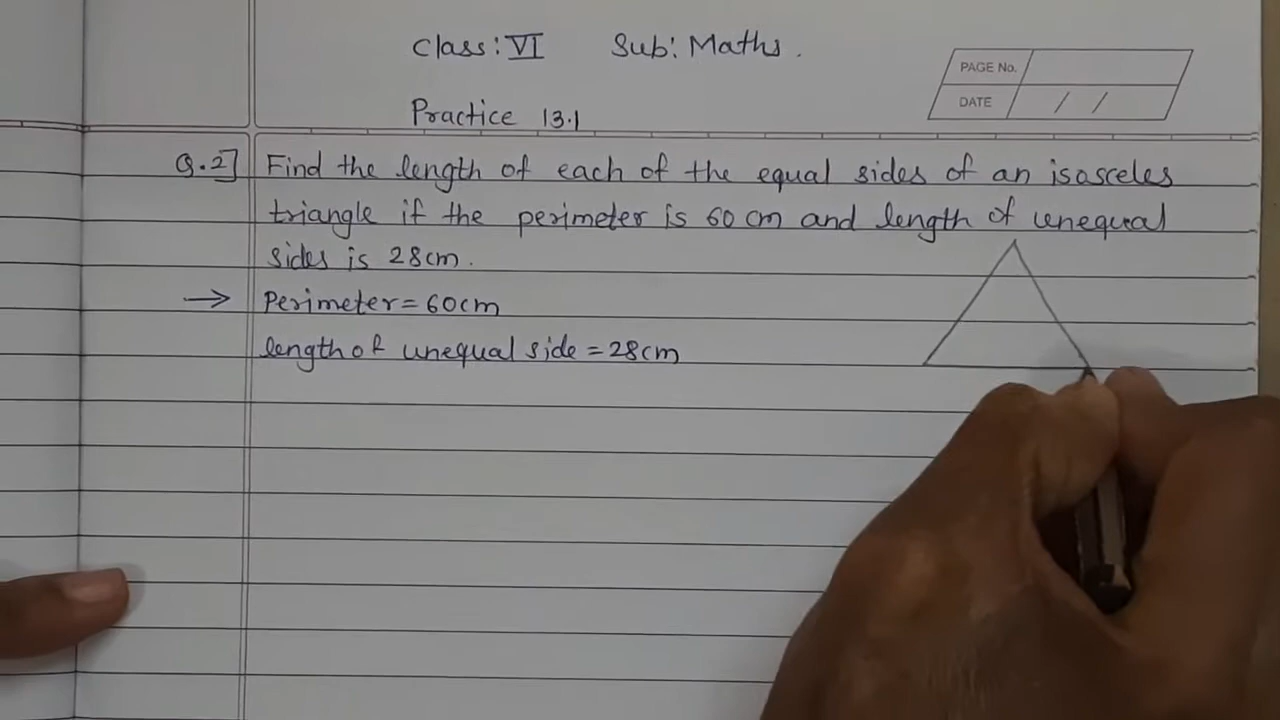 Class: VI Sub: Maths.
PAGE No.
DATE / /
Practice 13.1
Q.2] Find the length of each of the equal sides of an isosceles
triangle if the perimeter is 60 cm and length of unequal
sides is 28cm.
→ Perimeter = 60cm
length of unequal side = 28cm